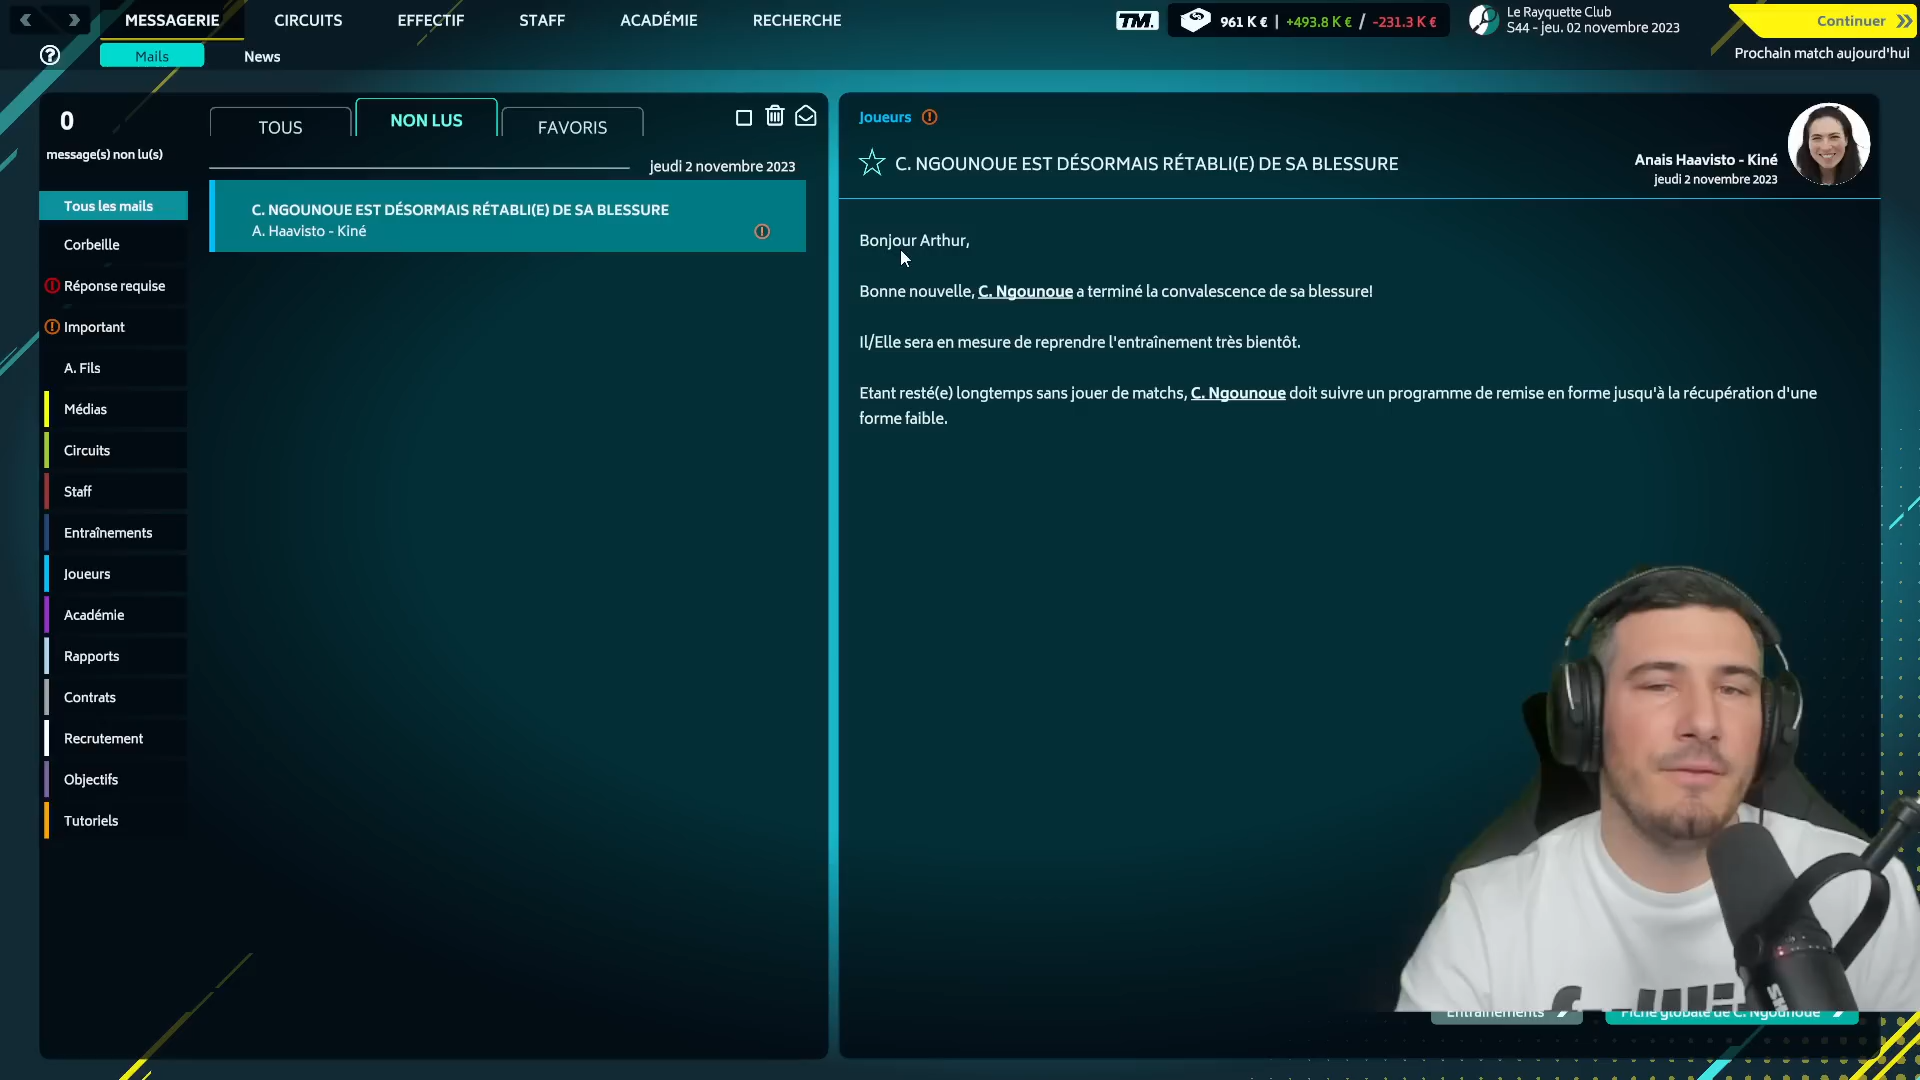 MESSAGERIE
CIRCUITS
EFFECTIF
STAFF
ACADÉMIE
RECHERCHE
TM.
961 K € | +493.8 K € / -231.3 K €
Le Rayquette Club
S44 - jeu. 02 novembre 2023
Continuer
Prochain match aujourd'hui
Mails
News
0
message(s) non lu(s)
Tous les mails
Corbeille
Réponse requise
Important
A. Fils
Médias
Circuits
Staff
Entraînements
Joueurs
Académie
Rapports
Contrats
Recrutement
Objectifs
Tutoriels
TOUS
NON LUS
FAVORIS
jeudi 2 novembre 2023
C. NGOUNOUE EST DÉSORMAIS RÉTABLI(E) DE SA BLESSURE
A. Haavisto - Kiné
Joueurs
C. NGOUNOUE EST DÉSORMAIS RÉTABLI(E) DE SA BLESSURE
Anais Haavisto - Kiné
jeudi 2 novembre 2023
Bonjour Arthur,
Bonne nouvelle, C. Ngounoue a terminé la convalescence de sa blessure!
Il/Elle sera en mesure de reprendre l'entraînement très bientôt.
Etant resté(e) longtemps sans jouer de matchs, C. Ngounoue doit suivre un programme de remise en forme jusqu'à la récupération d'une
forme faible.
Entraînements
Fiche globale de C. Ngounoue